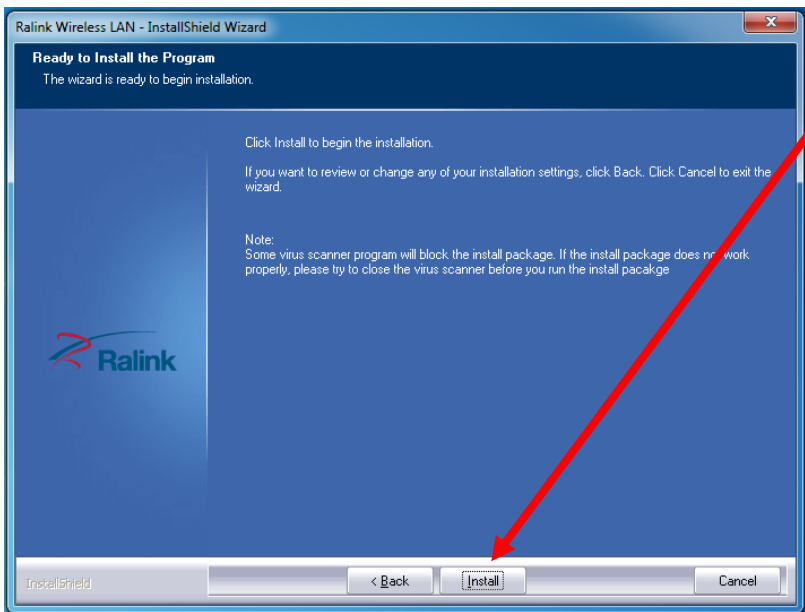 Ralink Wireless LAN - InstallShield Wizard
Ready to Install the Program
The wizard is ready to begin installation.
Click Install to begin the installation.
If you want to review or change any of your installation settings, click Back. Click Cancel to exit the
wizard.
Note:
Some virus scanner program will block the install package. If the install package does not work
properly, please try to close the virus scanner before you run the install pacakge
Ralink
InstallShield
< Back
Install
Cancel